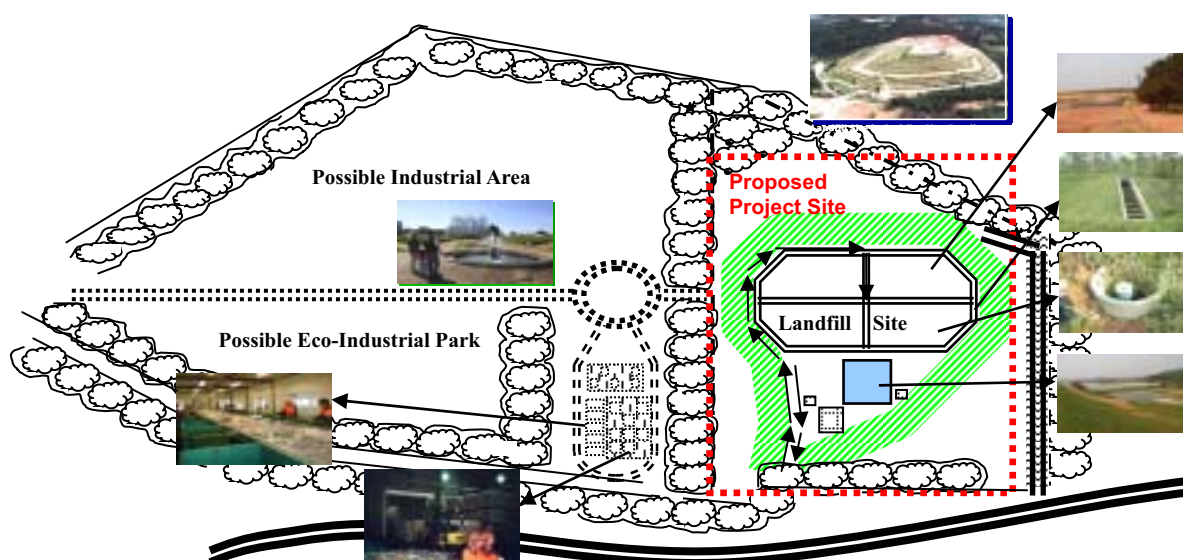 Possible Industrial Area
Proposed
Project Site
Landfill Site
Possible Eco-Industrial Park